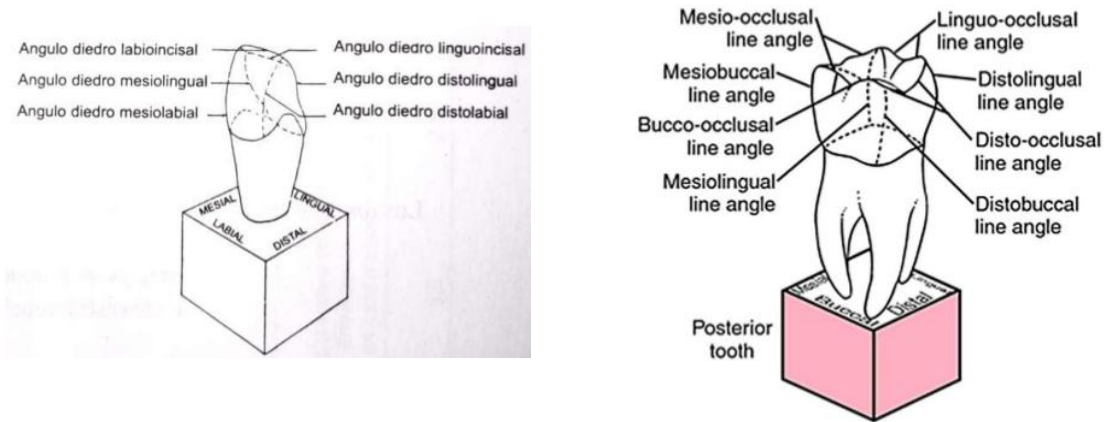 Angulo diedro labioincisal
Angulo diedro mesiolingual
Angulo diedro mesiolabial
Angulo diedro linguoincisal
Angulo diedro distolingual
Angulo diedro distolabial
MESIAL
LINGUAL
LABIAL
DISTAL
Mesio-occlusal
line angle
Mesiobuccal
line angle
Bucco-occlusal
line angle
Mesiolingual
line angle
Linguo-occlusal
line angle
Distolingual
line angle
Disto-occlusal
line angle
Distobuccal
line angle
Mesial
Lingual
Buccal
Distal
Posterior
tooth